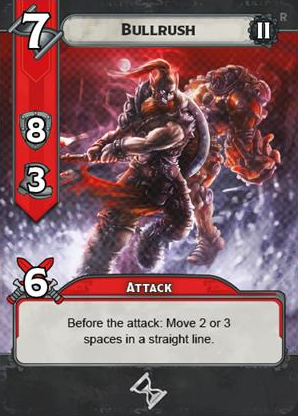 7
BULLRUSH
II
R
8
3
6
ATTACK
Before the attack: Move 2 or 3
spaces in a straight line.